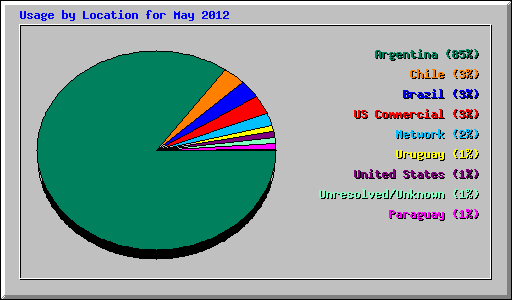 Usage by Location for May 2012
Argentina (85%)
Chile (3%)
Brazil (3%)
US Commercial (3%)
Network (2%)
Uruguay (1%)
United States (1%)
Unresolved/Unknown (1%)
Paraguay (1%)